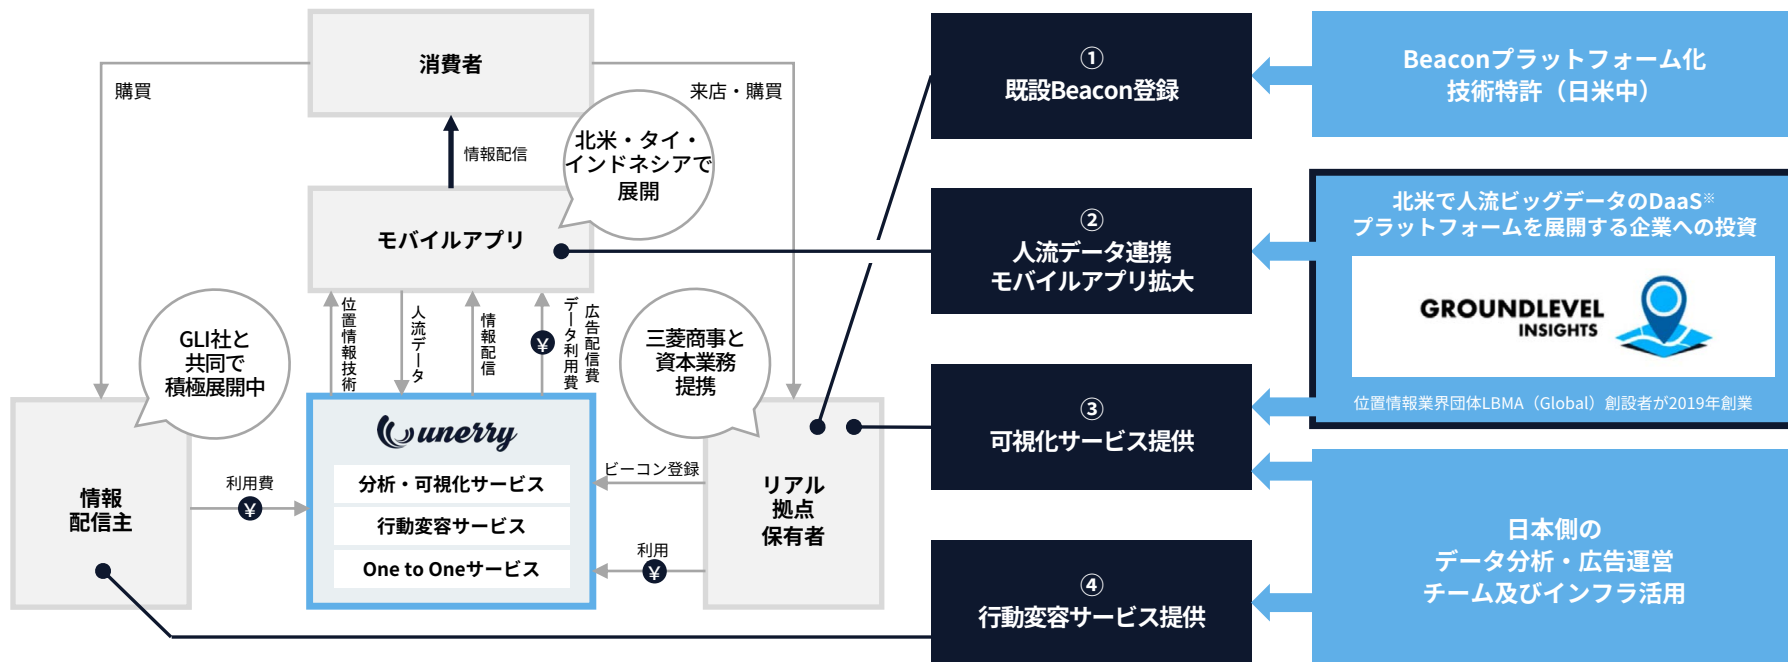 消費者
購買
来店・購買
情報配信
北米・タイ・
インドネシアで
展開
モバイルアプリ
位置情報技術
人流データ
情報配信
¥
広告配信費
データ利用費
GLI社と
共同で
積極展開中
三菱商事と
資本業務
提携
情報
配信主
利用費
¥
unerry
分析・可視化サービス
行動変容サービス
One to Oneサービス
ビーコン登録
利用
¥
リアル
拠点
保有者
①
既設Beacon登録
②
人流データ連携
モバイルアプリ拡大
③
可視化サービス提供
④
行動変容サービス提供
Beaconプラットフォーム化
技術特許（日米中）
北米で人流ビッグデータのDaaS※
プラットフォームを展開する企業への投資
GROUNDLEVEL
INSIGHTS
位置情報業界団体LBMA（Global）創設者が2019年創業
日本側の
データ分析・広告運営
チーム及びインフラ活用